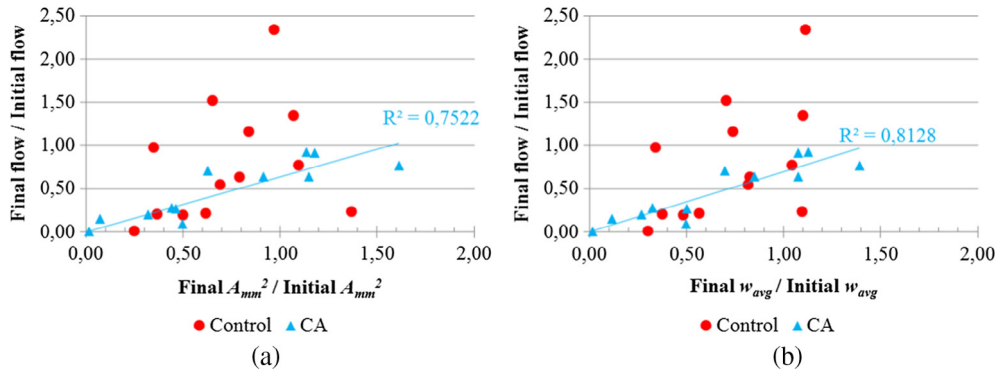 2,50
2,00
1,50
1,00
0,50
0,00
Final flow / Initial flow
R² = 0,7522
0,00 0,50 1,00 1,50 2,00
Final Amm² / Initial Amm²
Control CA
(a)
2,50
2,00
1,50
1,00
0,50
0,00
Final flow / Initial flow
R² = 0,8128
0,00 0,50 1,00 1,50 2,00
Final wavg / Initial wavg
Control CA
(b)